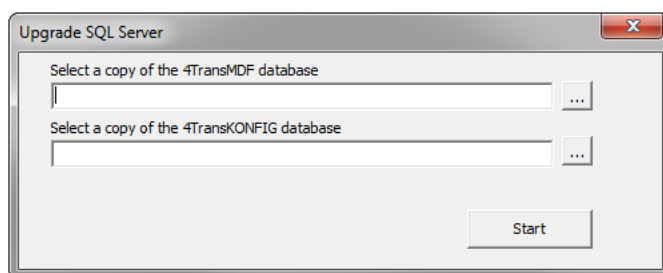 Upgrade SQL Server
Select a copy of the 4TransMDF database
...
Select a copy of the 4TransKONFIG database
...
Start